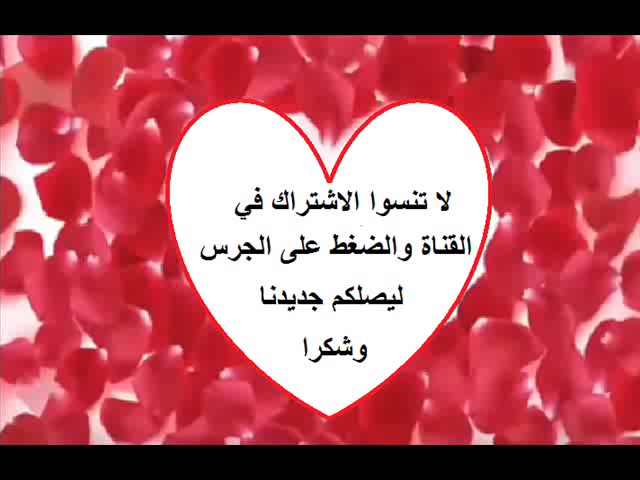 لا تنسوا الاشتراك في
القناة والضغط على الجرس
ليصلكم جديدنا
وشكرا